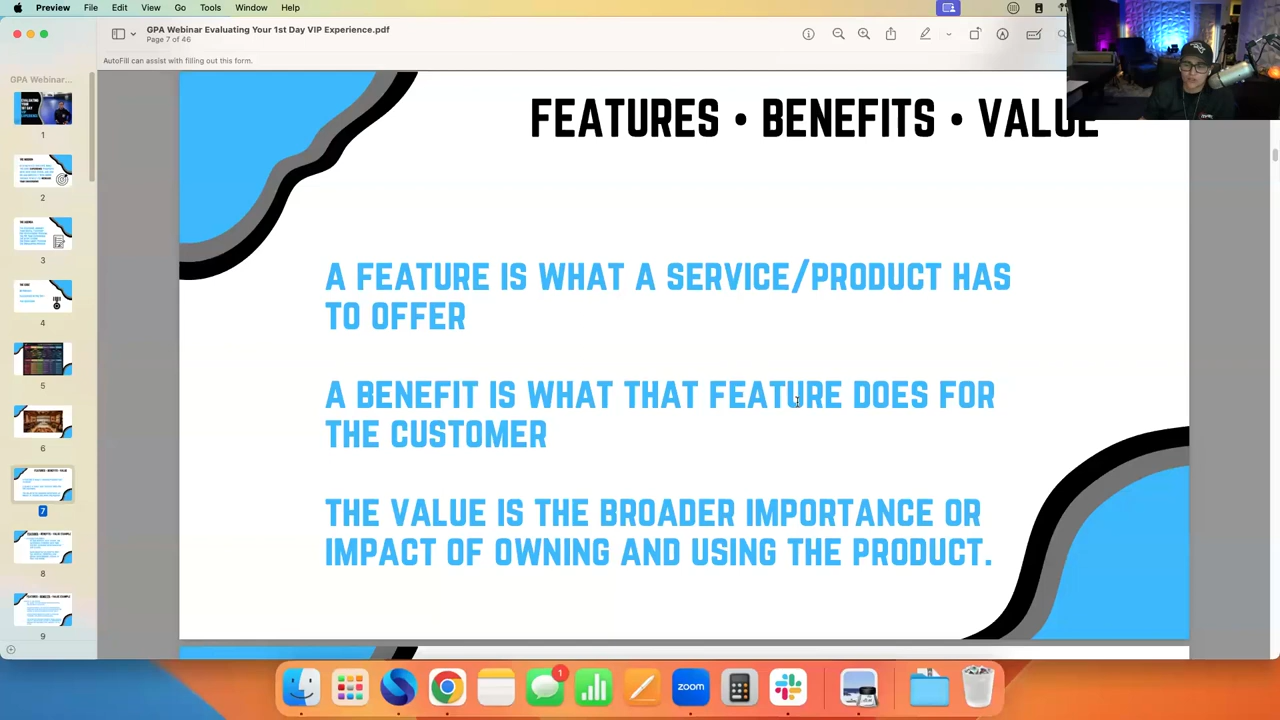 Preview File Edit View Go Tools Window Help
GPA Webinar Evaluating Your 1st Day VIP Experience.pdf
Page 7 of 46
AutoFill can assist with filling out this form.
GPA Webinar...
1
2
3
4
5
6
7
8
9
FEATURES • BENEFITS • VALUE
A FEATURE IS WHAT A SERVICE/PRODUCT HAS
TO OFFER
A BENEFIT IS WHAT THAT FEATURE DOES FOR
THE CUSTOMER
THE VALUE IS THE BROADER IMPORTANCE OR
IMPACT OF OWNNG AND USING THE PRODUCT.
1
zoom